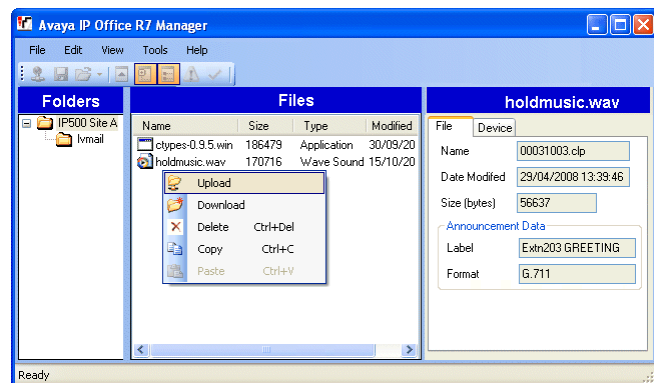 Avaya IP Office R7 Manager
File Edit View Tools Help
Folders
IP500 Site A
lvmail
Files
Name Size Type Modified
ctypes-0.9.5.win 186479 Application 30/09/20
holdmusic.wav 170716 Wave Sound 15/10/20
Upload
Download
Delete Ctrl+Del
Copy Ctrl+C
Paste Ctrl+V
holdmusic.wav
File Device
Name 00031003.clp
Date Modifed 29/04/2008 13:39:46
Size (bytes) 56637
Announcement Data
Label Extn203 GREETING
Format G.711
Ready